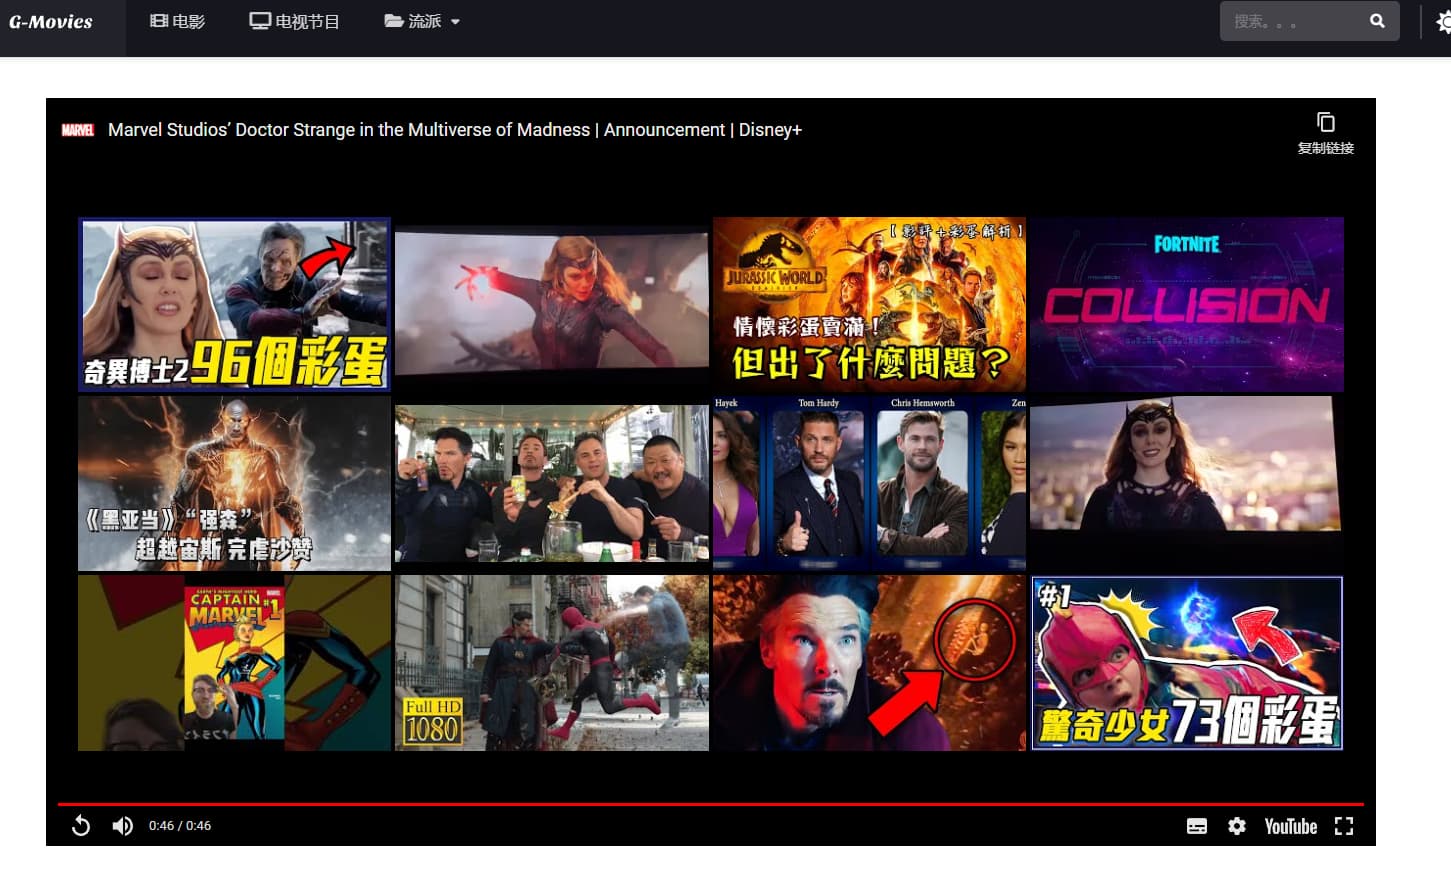 G-Movies
电影
电视节目
流派
搜索。。。
MARVEL
Marvel Studios’ Doctor Strange in the Multiverse of Madness | Announcement | Disney+
复制链接
奇異博士2 96個彩蛋
【影評+彩蛋解析】
JURASSIC WORLD
情懷彩蛋賣滿！
但出了什麼問題？
FORTNITE
COLLISION
《黑亚当》“强森”
超越宙斯 完虐沙赞
Hayek
Tom Hardy
Chris Hemsworth
Zen
CAPTAIN
MARVEL #1
Full HD
1080
#1
驚奇少女73個彩蛋
0:46 / 0:46
YouTube